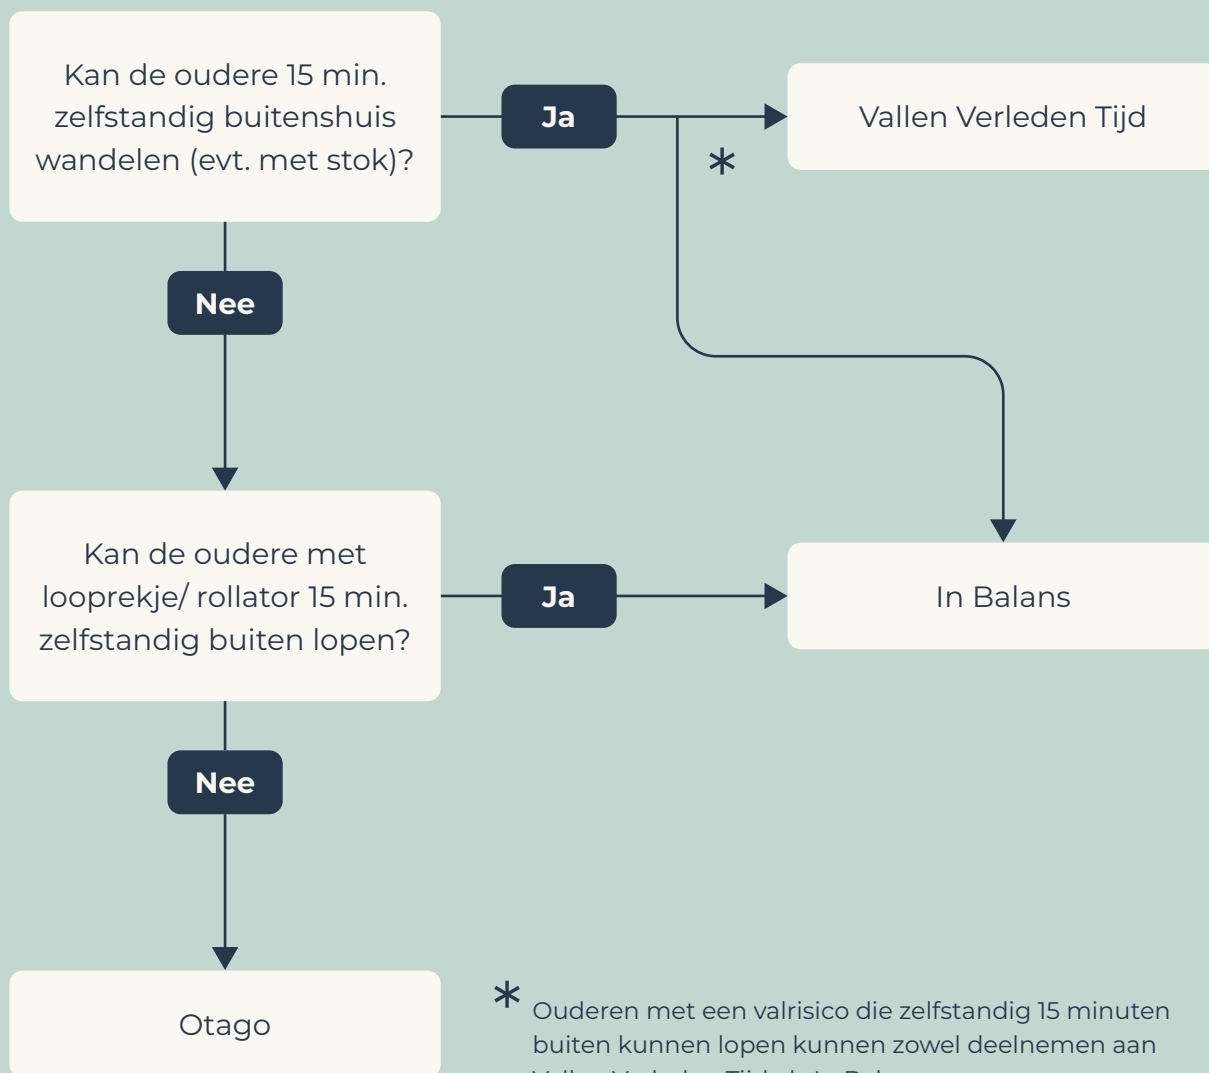 Kan de oudere 15 min.
zelfstandig buitenshuis
wandelen (evt. met stok)?
Ja
*
Vallen Verleden Tijd
Nee
Kan de oudere met
looprekje/ rollator 15 min.
zelfstandig buiten lopen?
Ja
In Balans
Nee
Otago
* Ouderen met een valrisico die zelfstandig 15 minuten
buiten kunnen lopen kunnen zowel deelnemen aan